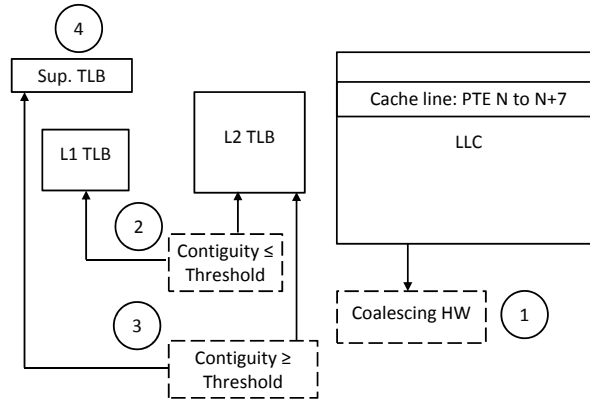 4
Sup. TLB
Cache line: PTE N to N+7
L2 TLB
LLC
L1 TLB
2
Contiguity ≤
Threshold
Coalescing HW
1
3
Contiguity ≥
Threshold